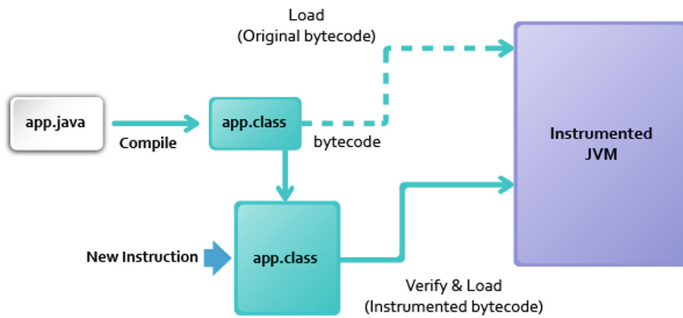 Load
(Original bytecode)
app.java
Compile
app.class
bytecode
Instrumented
JVM
New Instruction
app.class
Verify & Load
(Instrumented bytecode)